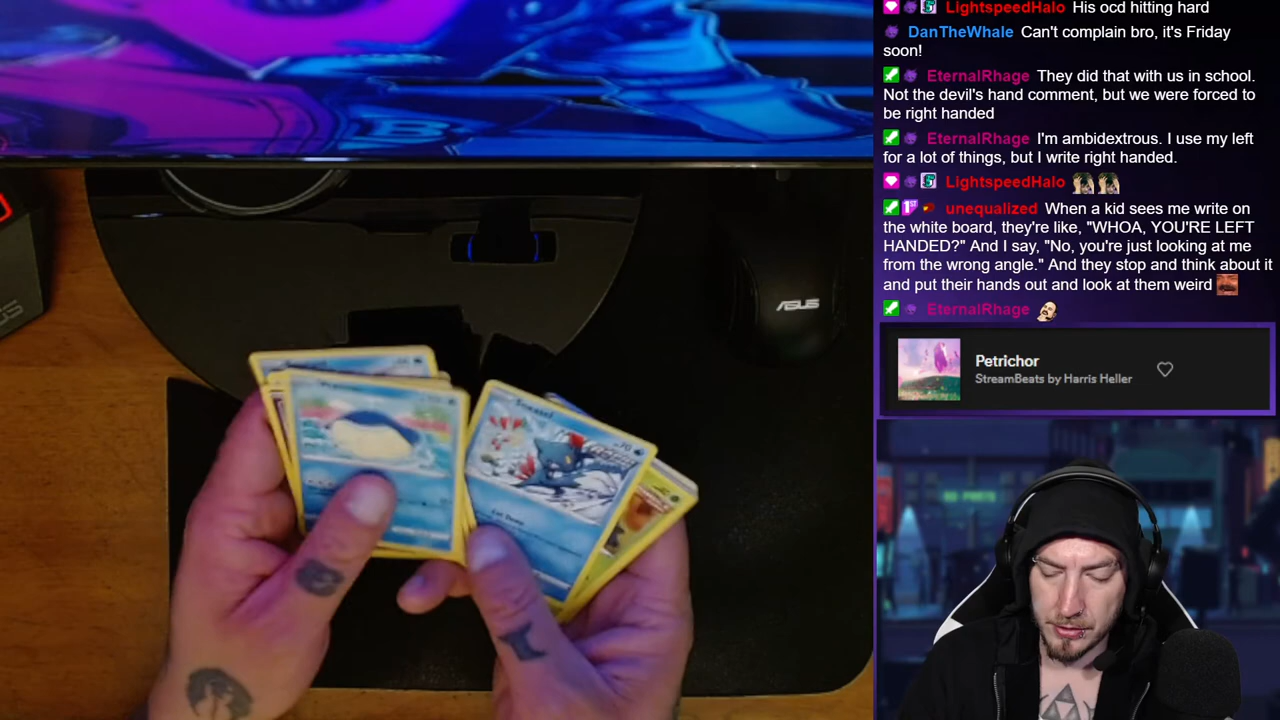 LightspeedHalo His ocd hitting hard
DanTheWhale Can't complain bro, it's Friday
soon!
EternalRhage They did that with us in school.
Not the devil's hand comment, but we were forced to
be right handed
EternalRhage I'm ambidextrous. I use my left
for a lot of things, but I write right handed.
LightspeedHalo
1ST unequalized When a kid sees me write on
the white board, they're like, "WHOA, YOU'RE LEFT
HANDED?" And I say, "No, you're just looking at me
from the wrong angle." And they stop and think about it
and put their hands out and look at them weird
EternalRhage
Petrichor
StreamBeats by Harris Heller
ASUS
Sneasel
70